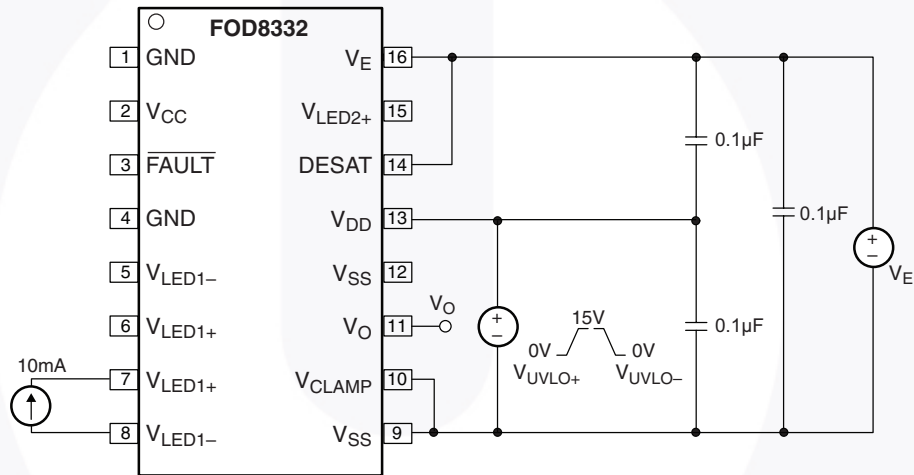 FOD8332
1 GND
2 VCC
3 FAULT
4 GND
5 VLED1–
6 VLED1+
7 VLED1+
8 VLED1–
VE 16
VLED2+ 15
DESAT 14
VDD 13
VSS 12
VO 11
VCLAMP 10
VSS 9
10mA
VO
+
–
0V 15V 0V
VUVLO+ VUVLO–
0.1µF
0.1µF
0.1µF
+
–
VE